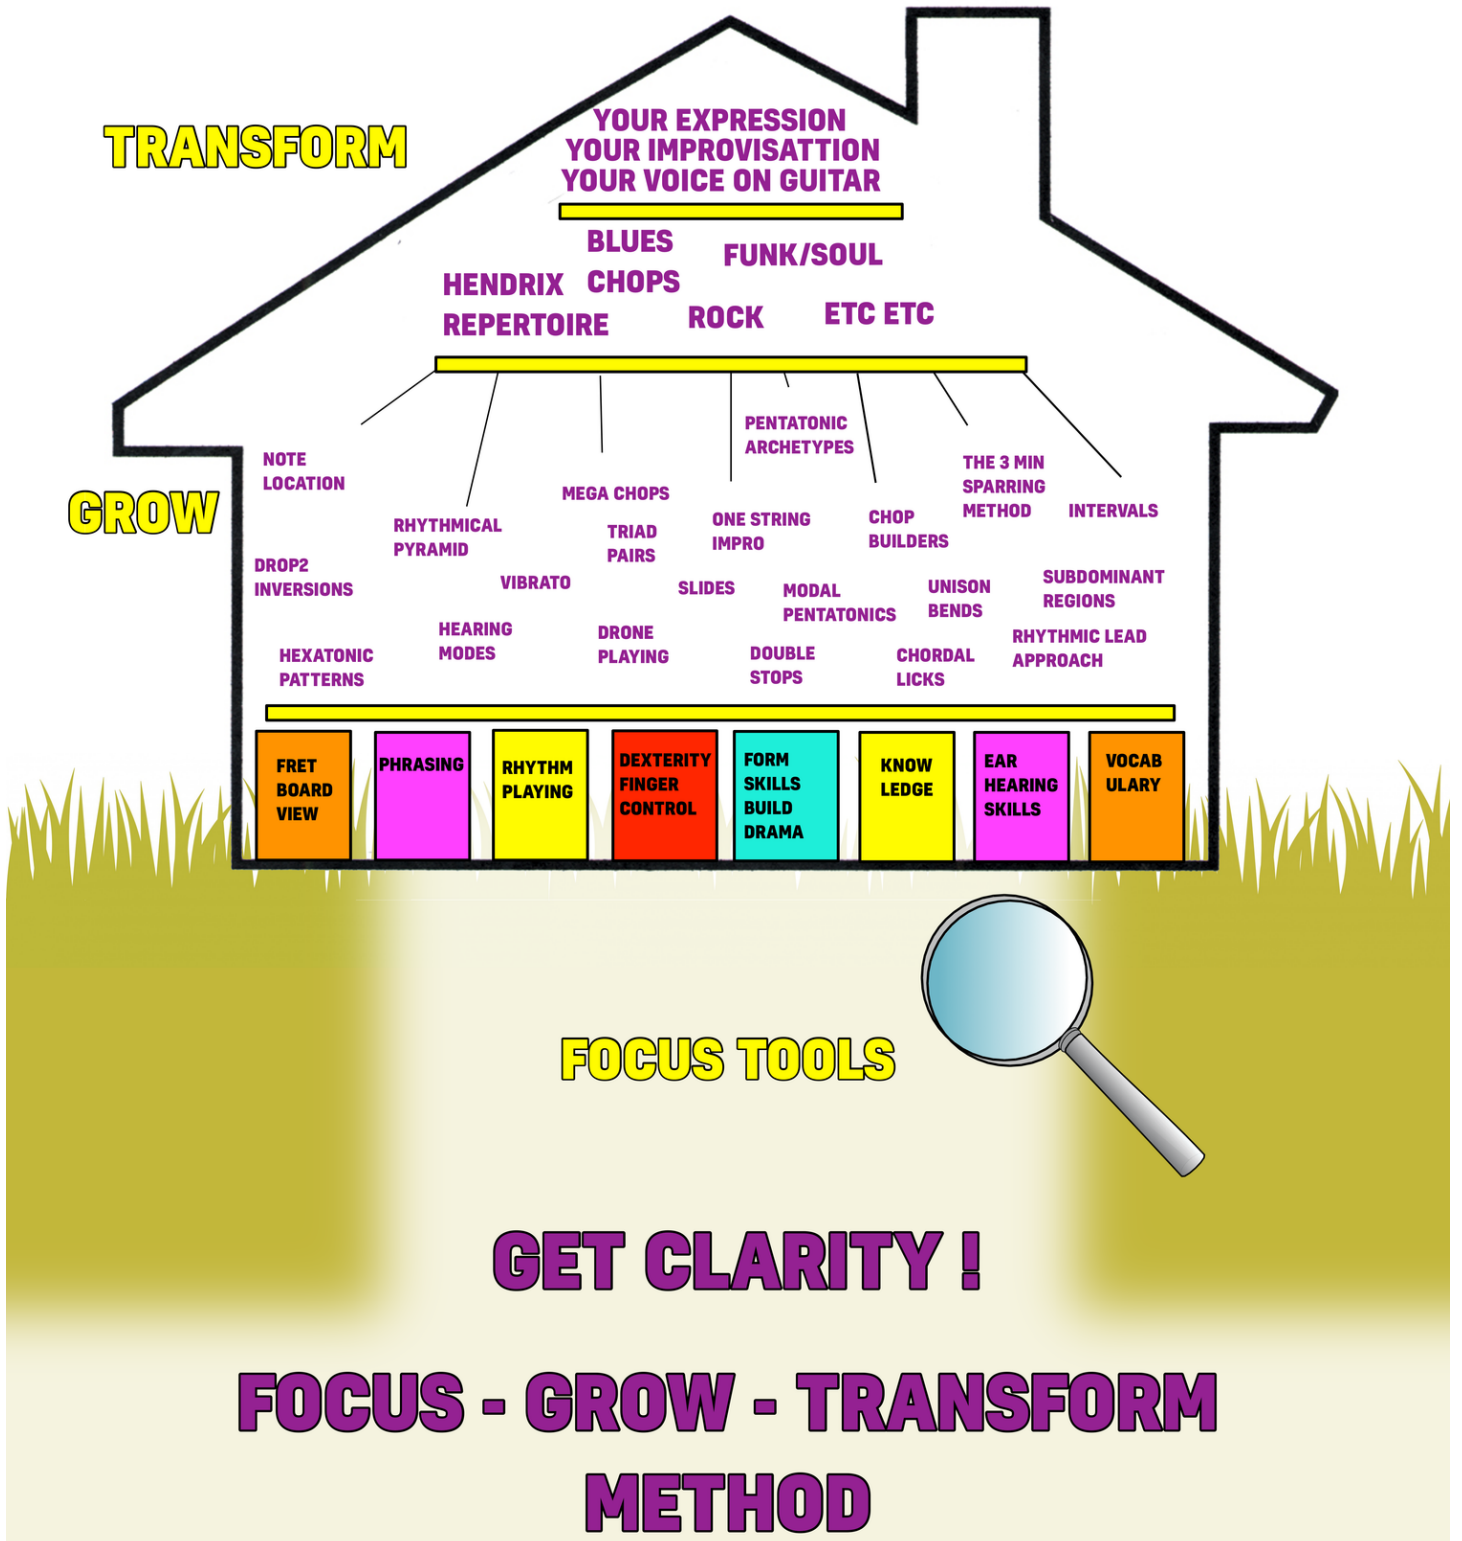 TRANSFORM
YOUR EXPRESSION
YOUR IMPROVISATTION
YOUR VOICE ON GUITAR
BLUES
CHOPS
FUNK/SOUL
HENDRIX
REPERTOIRE
ROCK
ETC ETC
GROW
NOTE
LOCATION
RHYTHMICAL
PYRAMID
MEGA CHOPS
TRIAD
PAIRS
PENTATONIC
ARCHETYPES
ONE STRING
IMPRO
CHOP
BUILDERS
THE 3 MIN
SPARRING
METHOD
INTERVALS
DROP2
INVERSIONS
VIBRATO
SLIDES
MODAL
PENTATONICS
UNISON
BENDS
SUBDOMINANT
REGIONS
HEXATONIC
PATTERNS
HEARING
MODES
DRONE
PLAYING
DOUBLE
STOPS
CHORDAL
LICKS
RHYTHMIC LEAD
APPROACH
FRET
BOARD
VIEW
PHRASING
RHYTHM
PLAYING
DEXTERITY
FINGER
CONTROL
FORM
SKILLS
BUILD
DRAMA
KNOW
LEDGE
EAR
HEARING
SKILLS
VOCAB
ULARY
FOCUS TOOLS
GET CLARITY !
FOCUS - GROW - TRANSFORM
METHOD